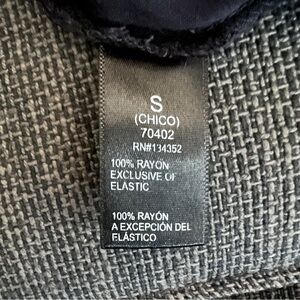 S
(CHICO)
70402
RN#134352
100% RAYON
EXCLUSIVE OF
ELASTIC
100% RAYÓN
A EXCEPCIÓN DEL
ELÁSTICO